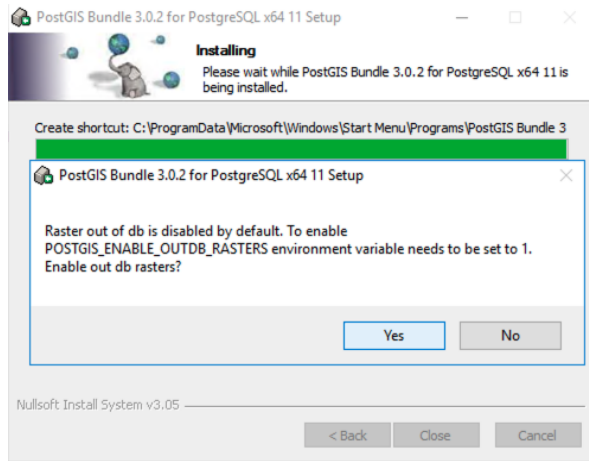 PostGIS Bundle 3.0.2 for PostgreSQL x64 11 Setup
Installing
Please wait while PostGIS Bundle 3.0.2 for PostgreSQL x64 11 is
being installed.
Create shortcut: C:\ProgramData\Microsoft\Windows\Start Menu\Programs\PostGIS Bundle 3
PostGIS Bundle 3.0.2 for PostgreSQL x64 11 Setup
Raster out of db is disabled by default. To enable
POSTGIS_ENABLE_OUTDB_RASTERS environment variable needs to be set to 1.
Enable out db rasters?
Yes No
Nullsoft Install System v3.05
< Back Close Cancel